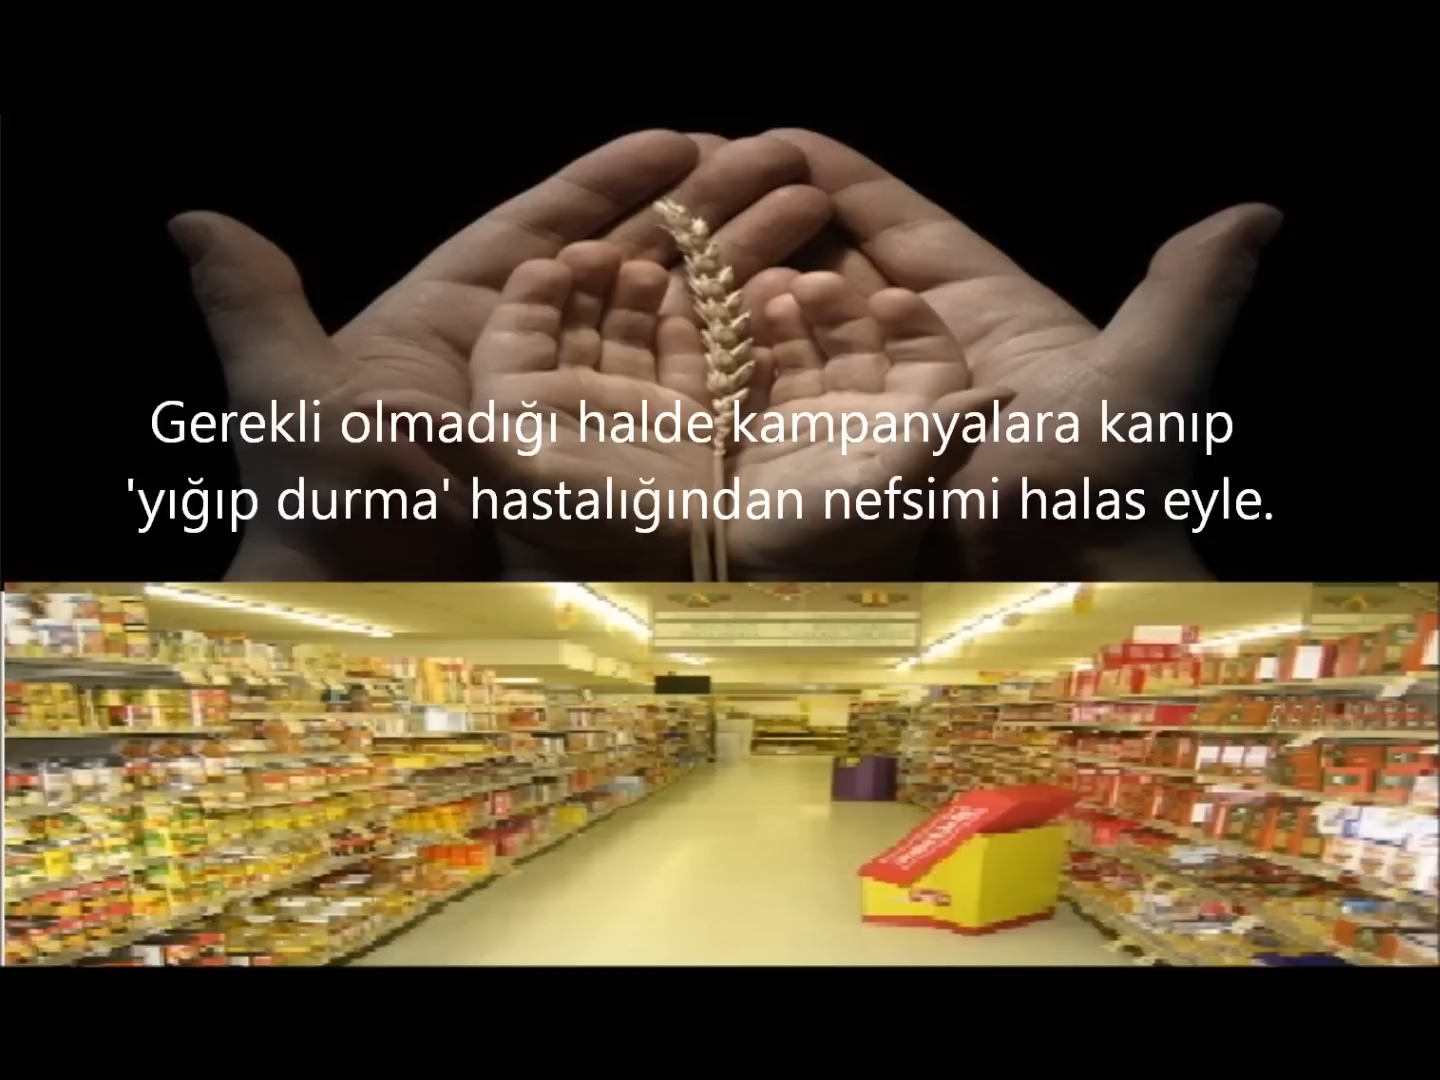 Gerekli olmadığı halde kampanyalara kanıp
'yığıp durma' hastalığından nefsimi halas eyle.